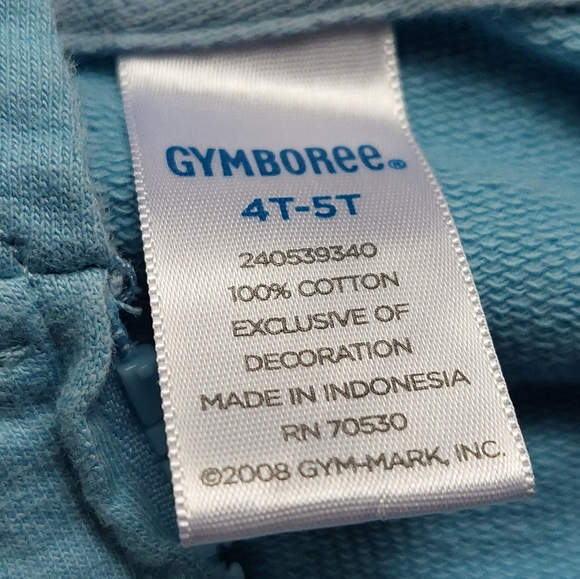 GYMBOREE®
4T-5T
240539340
100% COTTON
EXCLUSIVE OF
DECORATION
MADE IN INDONESIA
RN 70530
©2008 GYM-MARK, INC.